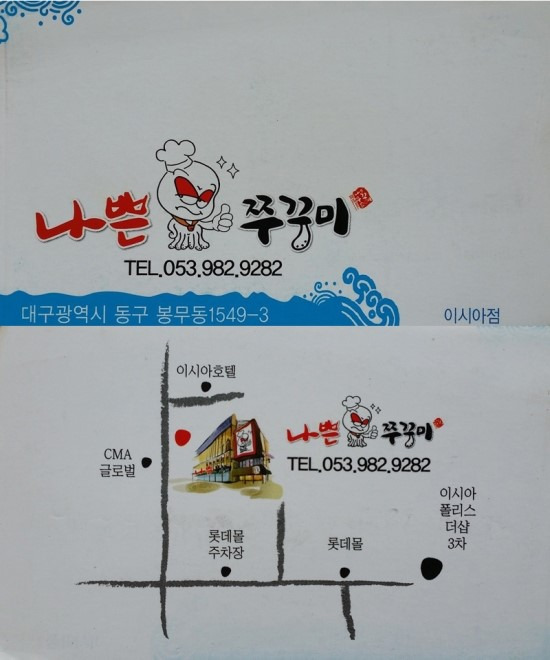 나쁜 쭈꾸미
TEL.053.982.9282
대구광역시 동구 봉무동1549-3
이시아점
이시아호텔
나쁜 쭈꾸미
TEL.053.982.9282
CMA
글로벌
이시아
폴리스
더샵
3차
롯데몰
주차장
롯데몰